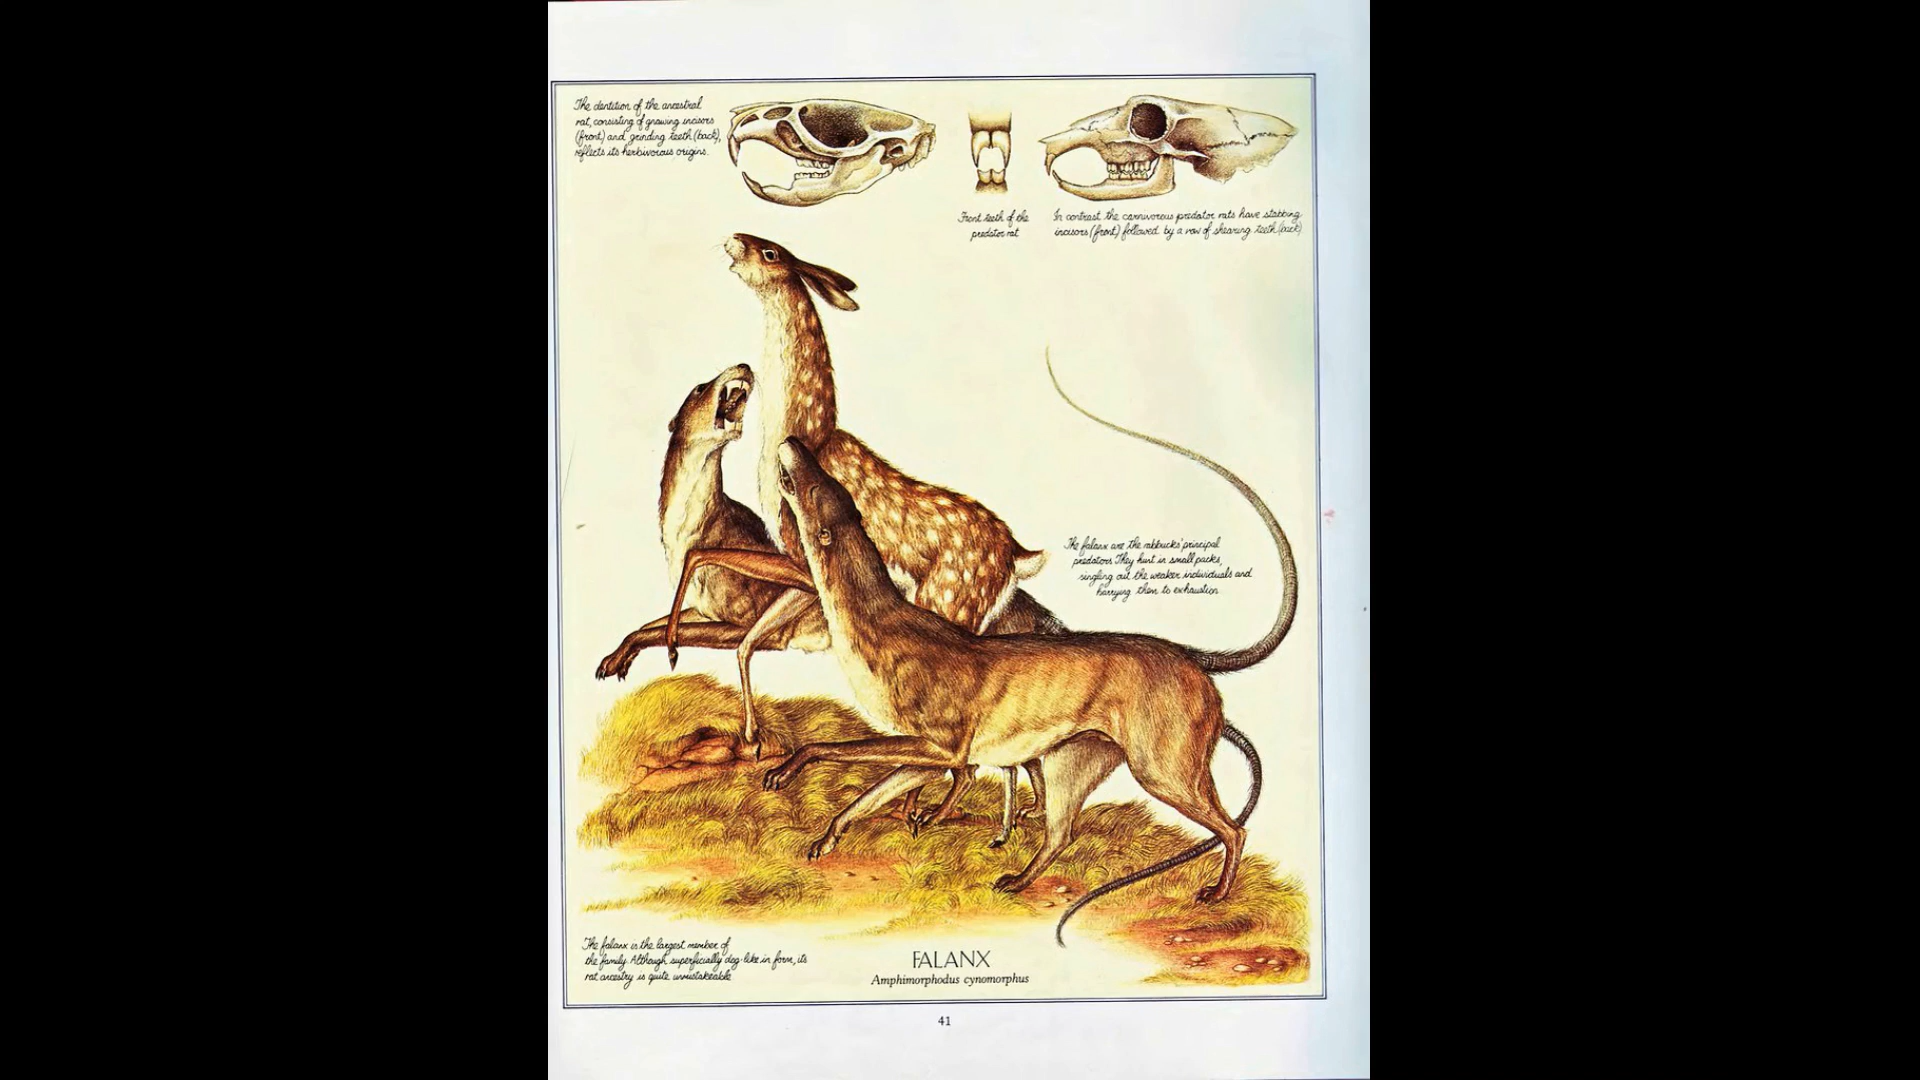 The dentition of the ancestral
rat, consisting of gnawing incisors
(front) and grinding teeth (back),
reflects its herbivorous origins.
Front teeth of the
predator rat
In contrast the carnivorous predator rats have stabbing
incisors (front) followed by a row of shearing teeth (back)
The falanx are the rabbucks' principal
predators. They hunt in small packs,
singling out the weaker individuals and
harrying them to exhaustion.
The falanx is the largest member of
the family. Although superficially dog-like in form, its
rat ancestry is quite unmistakeable
FALANX
Amphimorphodus cynomorphus
41